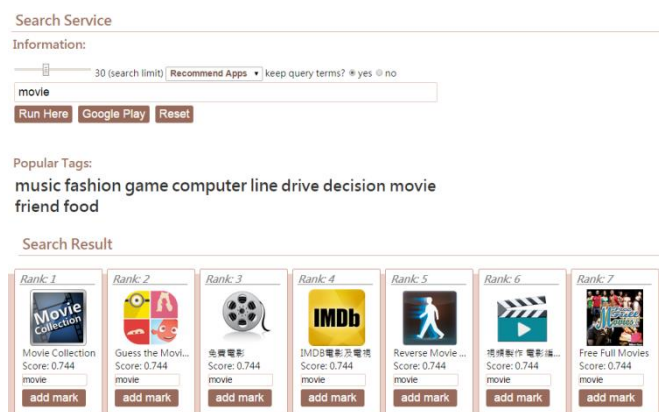 Search Service
Information:
30 (search limit) Recommend Apps keep query terms? yes no
movie
Run Here Google Play Reset
Popular Tags:
music fashion game computer line drive decision movie
friend food
Search Result
Rank: 1 Rank: 2 Rank: 3 Rank: 4 Rank: 5 Rank: 6 Rank: 7
Movie Collection IMDb
Movie Collection Guess the Movi... 免費電影 IMDB電影及電視 Reverse Movie ... 視頻製作 電影... Free Full Movies
Score: 0.744 Score: 0.744 Score: 0.744 Score: 0.744 Score: 0.744 Score: 0.744 Score: 0.744
movie movie movie movie movie movie movie
add mark add mark add mark add mark add mark add mark add mark